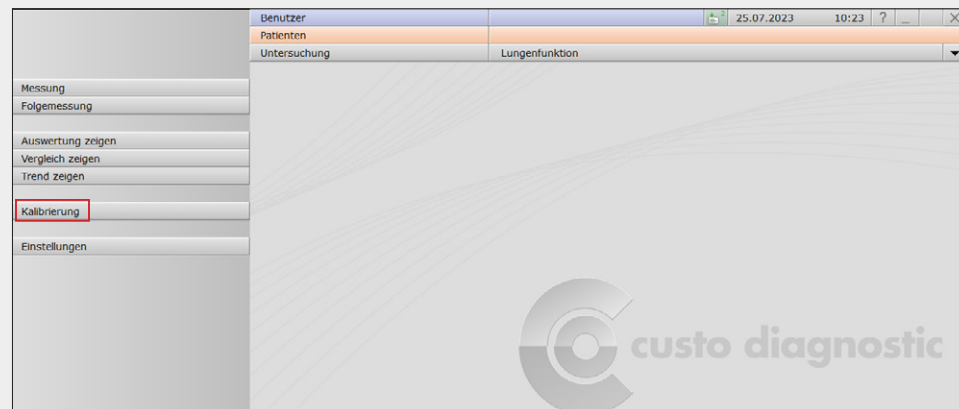 Benutzer 2 25.07.2023 10:23 ? _ X
Patienten
Untersuchung Lungenfunktion
Messung
Folgemessung
Auswertung zeigen
Vergleich zeigen
Trend zeigen
Kalibrierung
Einstellungen
custo diagnostic